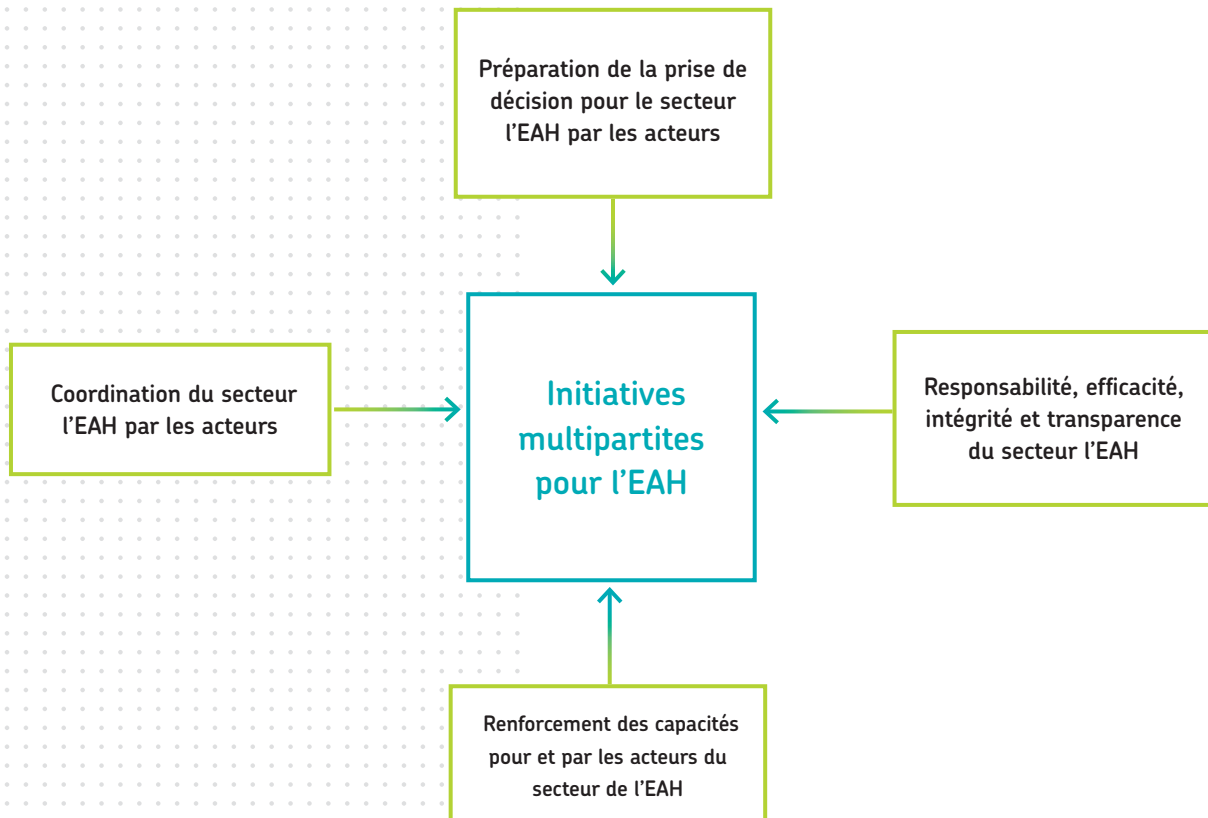 Préparation de la prise de
décision pour le secteur
l’EAH par les acteurs
Coordination du secteur
l’EAH par les acteurs
Initiatives
multipartites
pour l’EAH
Responsabilité, efficacité,
intégrité et transparence
du secteur l’EAH
Renforcement des capacités
pour et par les acteurs du
secteur de l’EAH